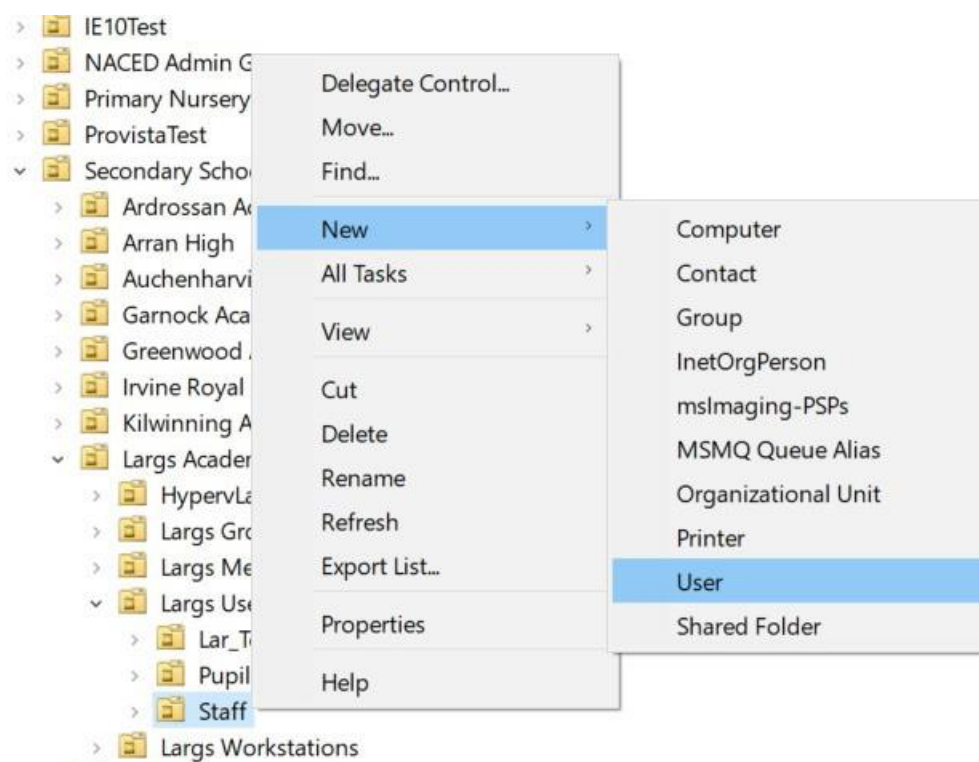 IE10Test
NACED Admin G
Primary Nursery
ProvistaTest
Secondary Scho
Ardrossan A
Arran High
Auchenharvi
Garnock Aca
Greenwood
Irvine Royal
Kilwinning A
Largs Acader
HypervLa
Largs Gro
Largs Me
Largs Use
Lar_T
Pupil
Staff
Largs Workstations
Delegate Control...
Move...
Find...
New
All Tasks
View
Cut
Delete
Rename
Refresh
Export List...
Properties
Help
Computer
Contact
Group
InetOrgPerson
msImaging-PSPs
MSMQ Queue Alias
Organizational Unit
Printer
User
Shared Folder